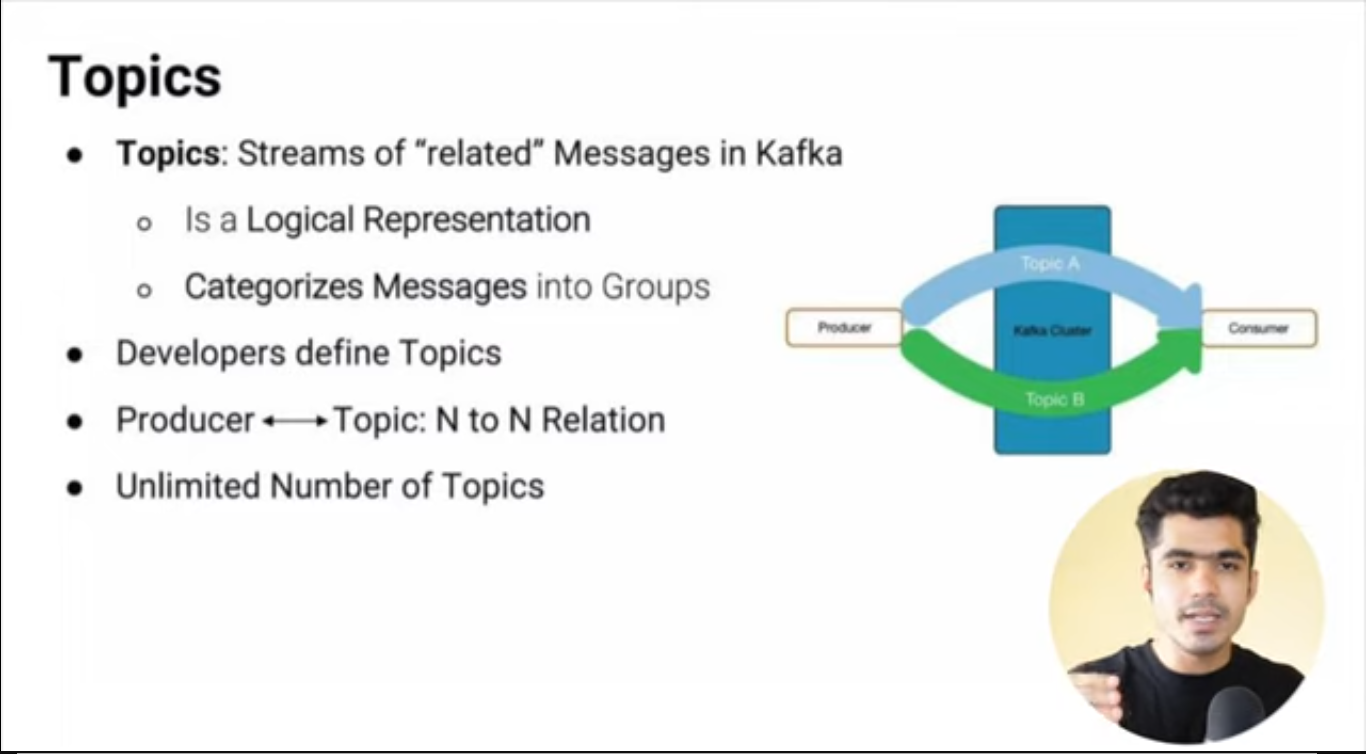 Topics
Topics: Streams of “related” Messages in Kafka
Is a Logical Representation
Categorizes Messages into Groups
Developers define Topics
Producer ⟷ Topic: N to N Relation
Unlimited Number of Topics
Topic A
Producer
Kafka Cluster
Consumer
Topic B